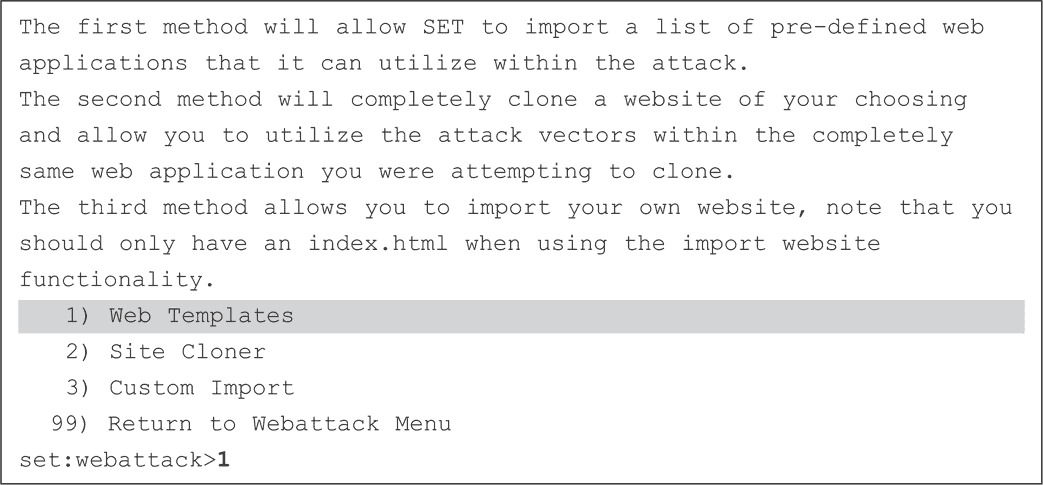 The first method will allow SET to import a list of pre-defined web
applications that it can utilize within the attack.
The second method will completely clone a website of your choosing
and allow you to utilize the attack vectors within the completely
same web application you were attempting to clone.
The third method allows you to import your own website, note that you
should only have an index.html when using the import website
functionality.
1) Web Templates
2) Site Cloner
3) Custom Import
99) Return to Webattack Menu
set:webattack>1